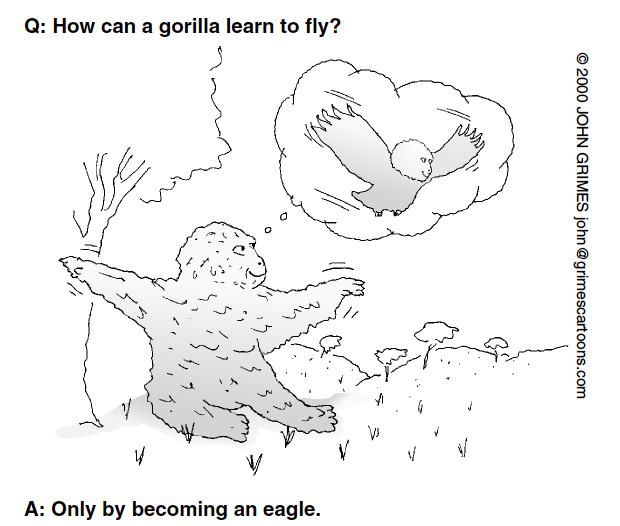 Q: How can a gorilla learn to fly?
© 2000 JOHN GRIMES john@grimescartoons.com
A: Only by becoming an eagle.